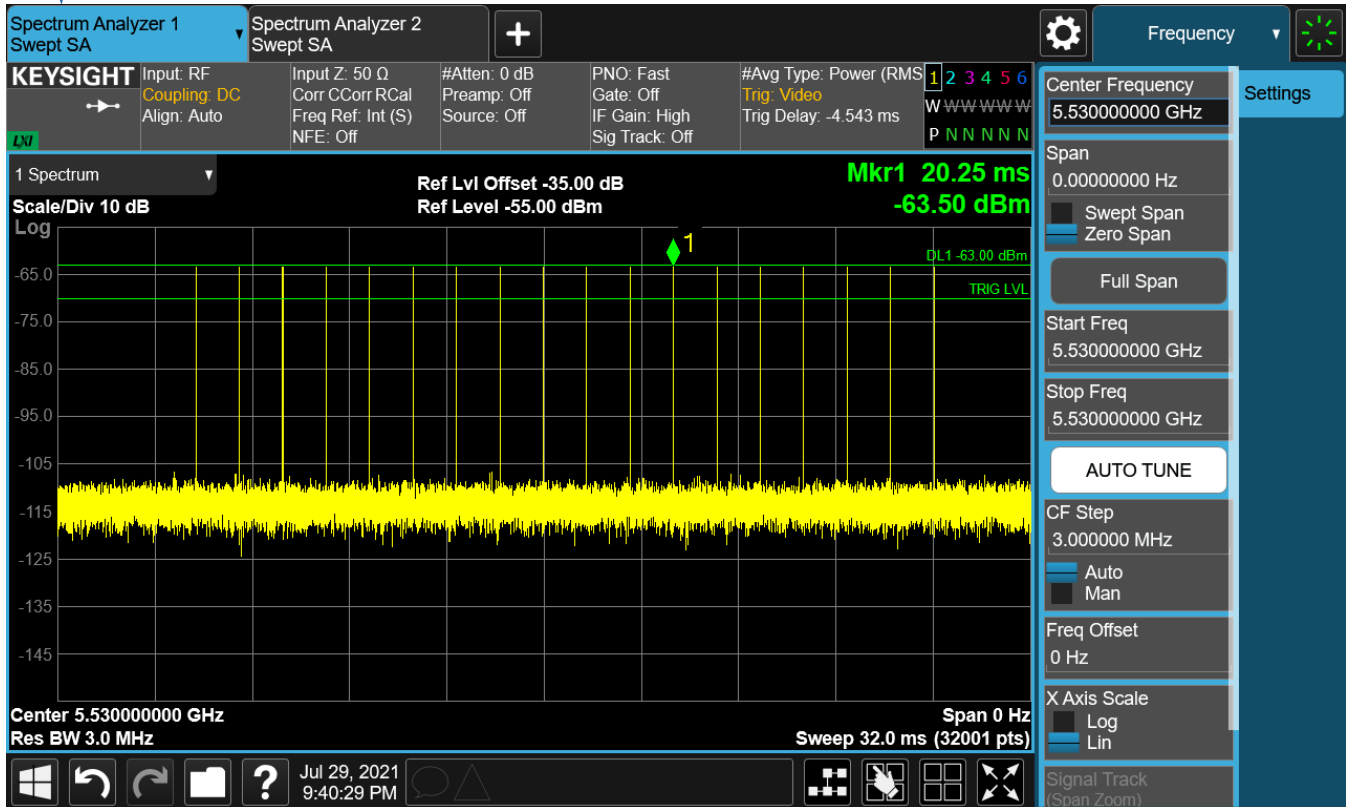 Spectrum Analyzer 1
Swept SA
Spectrum Analyzer 2
Swept SA
Frequency
KEYSIGHT
LXI
Input: RF
Coupling: DC
Align: Auto
Input Z: 50 Ω
Corr CCorr RCal
Freq Ref: Int (S)
NFE: Off
#Atten: 0 dB
Preamp: Off
Source: Off
PNO: Fast
Gate: Off
IF Gain: High
Sig Track: Off
#Avg Type: Power (RMS
Trig: Video
Trig Delay: -4.543 ms
1 2 3 4 5 6
W W W W W W
P N N N N N
1 Spectrum
Scale/Div 10 dB
Log
Ref Lvl Offset -35.00 dB
Ref Level -55.00 dBm
Mkr1 20.25 ms
-63.50 dBm
1
DL1 -63.00 dBm
TRIG LVL
-65.0
-75.0
-85.0
-95.0
-105
-115
-125
-135
-145
Center 5.530000000 GHz
Res BW 3.0 MHz
Span 0 Hz
Sweep 32.0 ms (32001 pts)
Center Frequency
5.530000000 GHz
Span
0.00000000 Hz
Swept Span
Zero Span
Full Span
Start Freq
5.530000000 GHz
Stop Freq
5.530000000 GHz
AUTO TUNE
CF Step
3.000000 MHz
Auto
Man
Freq Offset
0 Hz
X Axis Scale
Log
Lin
Signal Track
(Span Zoom)
Settings
?
Jul 29, 2021
9:40:29 PM